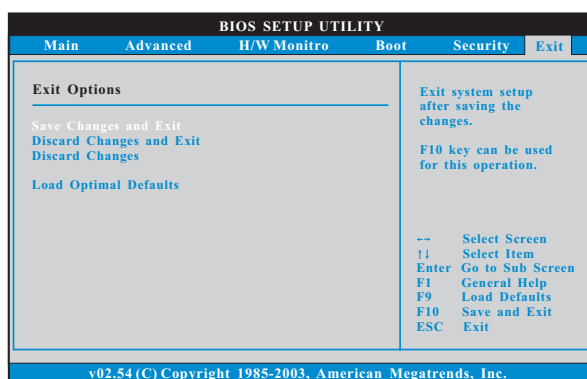 BIOS SETUP UTILITY
Main Advanced H/W Monitro Boot Security Exit
Exit Options
Save Changes and Exit
Discard Changes and Exit
Discard Changes
Load Optimal Defaults
Exit system setup
after saving the
changes.
F10 key can be used
for this operation.
←→ Select Screen
↑↓ Select Item
Enter Go to Sub Screen
F1 General Help
F9 Load Defaults
F10 Save and Exit
ESC Exit
v02.54 (C) Copyright 1985-2003, American Megatrends, Inc.